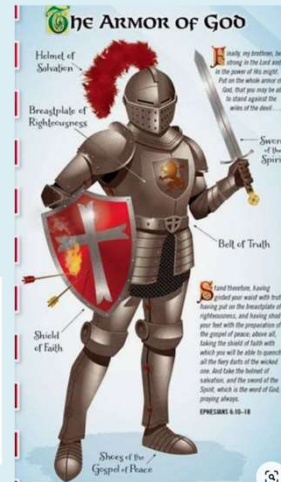 The Armor of God
Helmet of
Salvation
Finally, my brethren, be
strong in the Lord and
in the power of His might.
Put on the whole armor of
God, that you may be able
to stand against the
wiles of the devil . . .
Breastplate of
Righteousness
Sword
of the
Spirit
Belt of Truth
Shield
of Faith
Stand therefore, having
girded your waist with truth,
having put on the breastplate of
righteousness, and having shod
your feet with the preparation of
the gospel of peace; above all,
taking the shield of faith with
which you will be able to quench
all the fiery darts of the wicked
one. And take the helmet of
salvation, and the sword of the
Spirit, which is the word of God;
praying always.
EPHESIANS 6:10-18
Shoes of the
Gospel of Peace